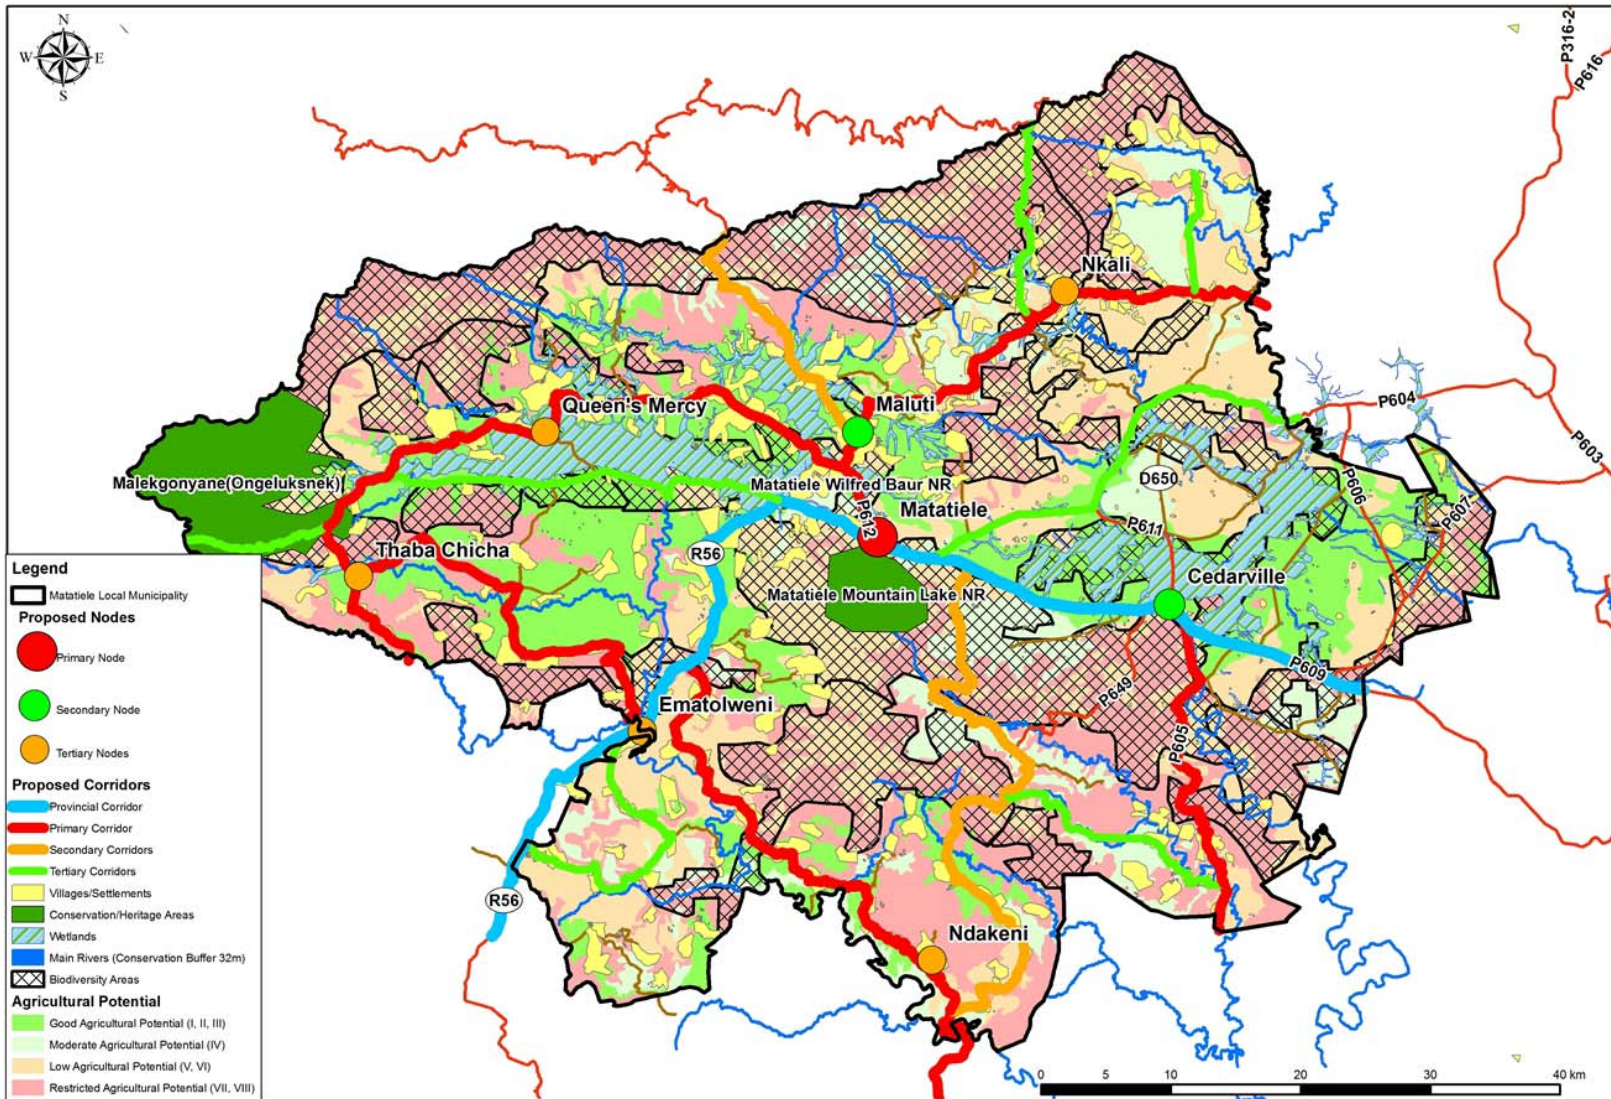 N
W
E
S
P316-2
P616
Nkali
P604
P603
Queen's Mercy
Maluti
Malekgonyane(Ongeluksnek)
Matatiele Wilfred Baur NR
D650
P606
P607
P612
Matatiele
P611
R56
Thaba Chicha
Cedarville
Matatiele Mountain Lake NR
P609
P649
Ematolweni
P605
R56
Ndakeni
Legend
Matatiele Local Municipality
Proposed Nodes
Primary Node
Secondary Node
Tertiary Nodes
Proposed Corridors
Provincial Corridor
Primary Corridor
Secondary Corridors
Tertiary Corridors
Villages/Settlements
Conservation/Heritage Areas
Wetlands
Main Rivers (Conservation Buffer 32m)
Biodiversity Areas
Agricultural Potential
Good Agricultural Potential (I, II, III)
Moderate Agricultural Potential (IV)
Low Agricultural Potential (V, VI)
Restricted Agricultural Potential (VII, VIII)
0 5 10 20 30 40 km